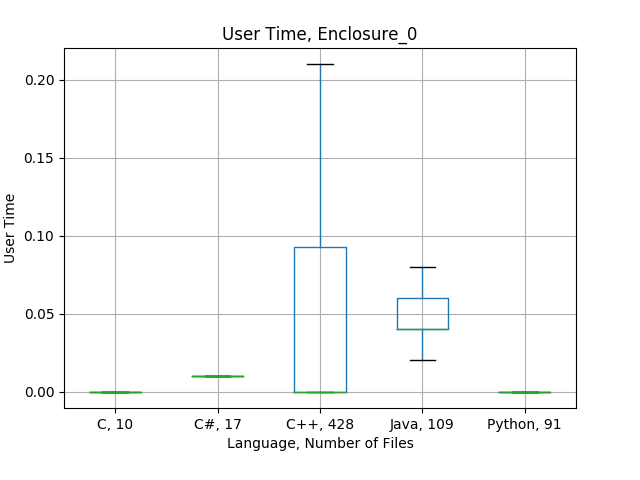 User Time, Enclosure_0
User Time
0.20
0.15
0.10
0.05
0.00
C, 10
C#, 17
C++, 428
Java, 109
Python, 91
Language, Number of Files